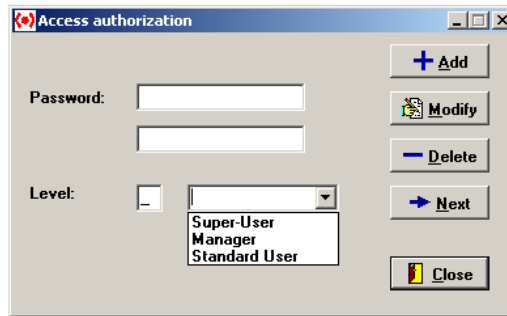 Access authorization
Add
Password:
Modify
Delete
Level:
_
Next
Super-User
Manager
Standard User
Close